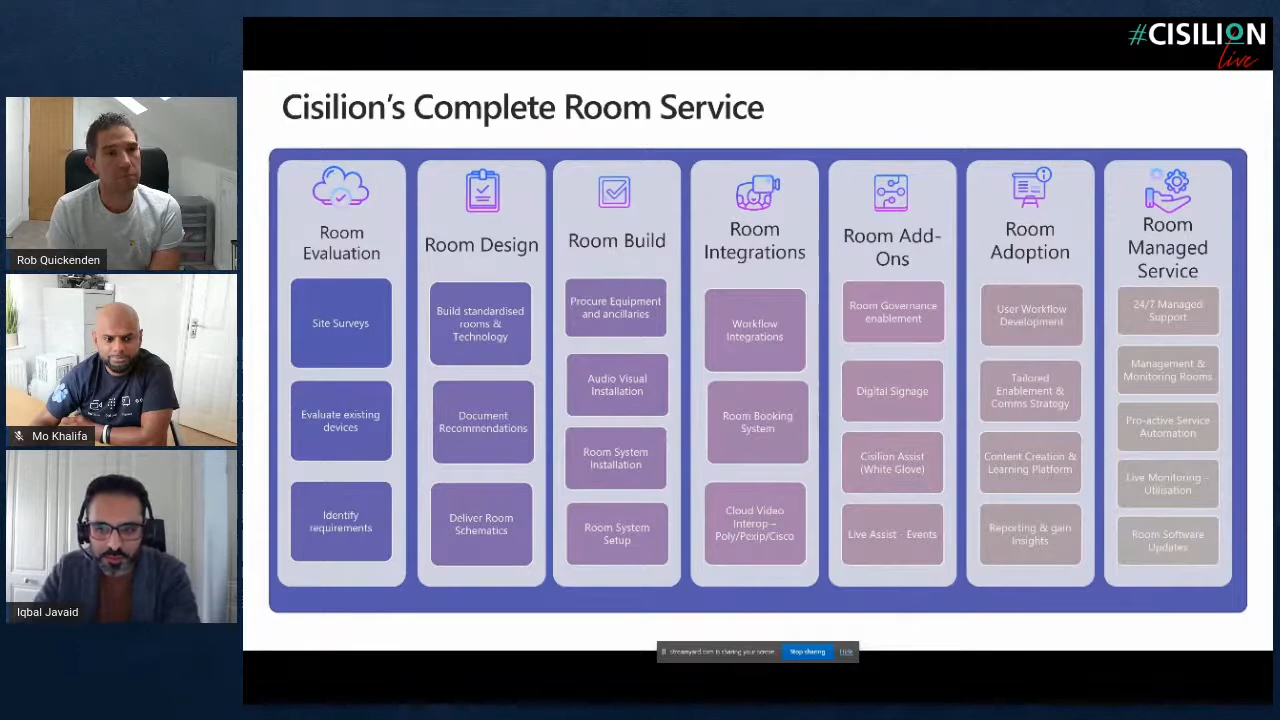 #CISILION
live
Cisilion's Complete Room Service
Room
Evaluation
Site Surveys
Evaluate existing
devices
Identify
requirements
Room Design
Build standardised
rooms &
Technology
Document
Recommendations
Deliver Room
Schematics
Room Build
Procure Equipment
and ancillaries
Audio Visual
Installation
Room System
Installation
Room System
Setup
Room
Integrations
Workflow
Integrations
Room Booking
System
Cloud Video
Interop –
Poly/Pexip/Cisco
Room Add-
Ons
Room Governance
enablement
Digital Signage
Cisilion Assist
(White Glove)
Live Assist - Events
Room
Adoption
User Workflow
Development
Tailored
Enablement &
Comms Strategy
Content Creation &
Learning Platform
Reporting & gain
Insights
Room
Managed
Service
24/7 Managed
Support
Management &
Monitoring Rooms
Pro-active Service
Automation
Live Monitoring –
Utilisation
Room Software
Updates
Rob Quickenden
Mo Khalifa
Iqbal Javaid
streamyard.com is sharing your screen.
Stop sharing
Hide